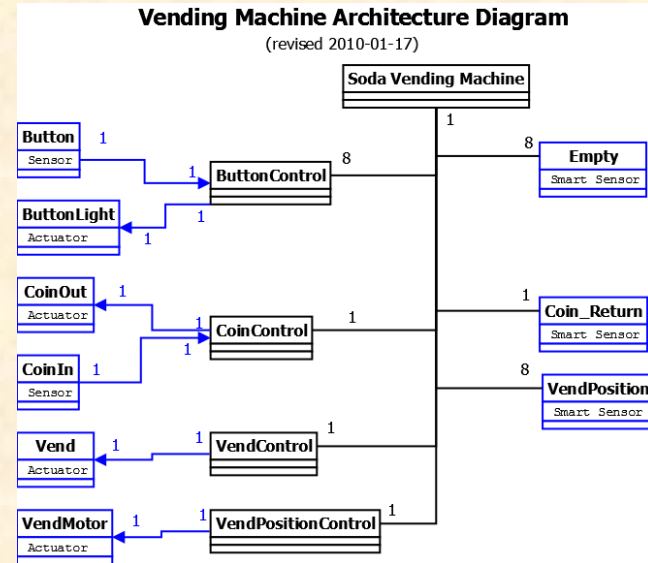 Vending Machine Architecture Diagram
(revised 2010-01-17)
Soda Vending Machine
1
Button
Sensor
1
1
ButtonControl
8
8
Empty
Smart Sensor
ButtonLight
Actuator
1
1
CoinOut
Actuator
1
1
CoinControl
1
1
Coin_Return
Smart Sensor
CoinIn
Sensor
1
1
8
VendPosition
Smart Sensor
Vend
Actuator
1
1
VendControl
1
VendMotor
Actuator
1
1
VendPositionControl
1